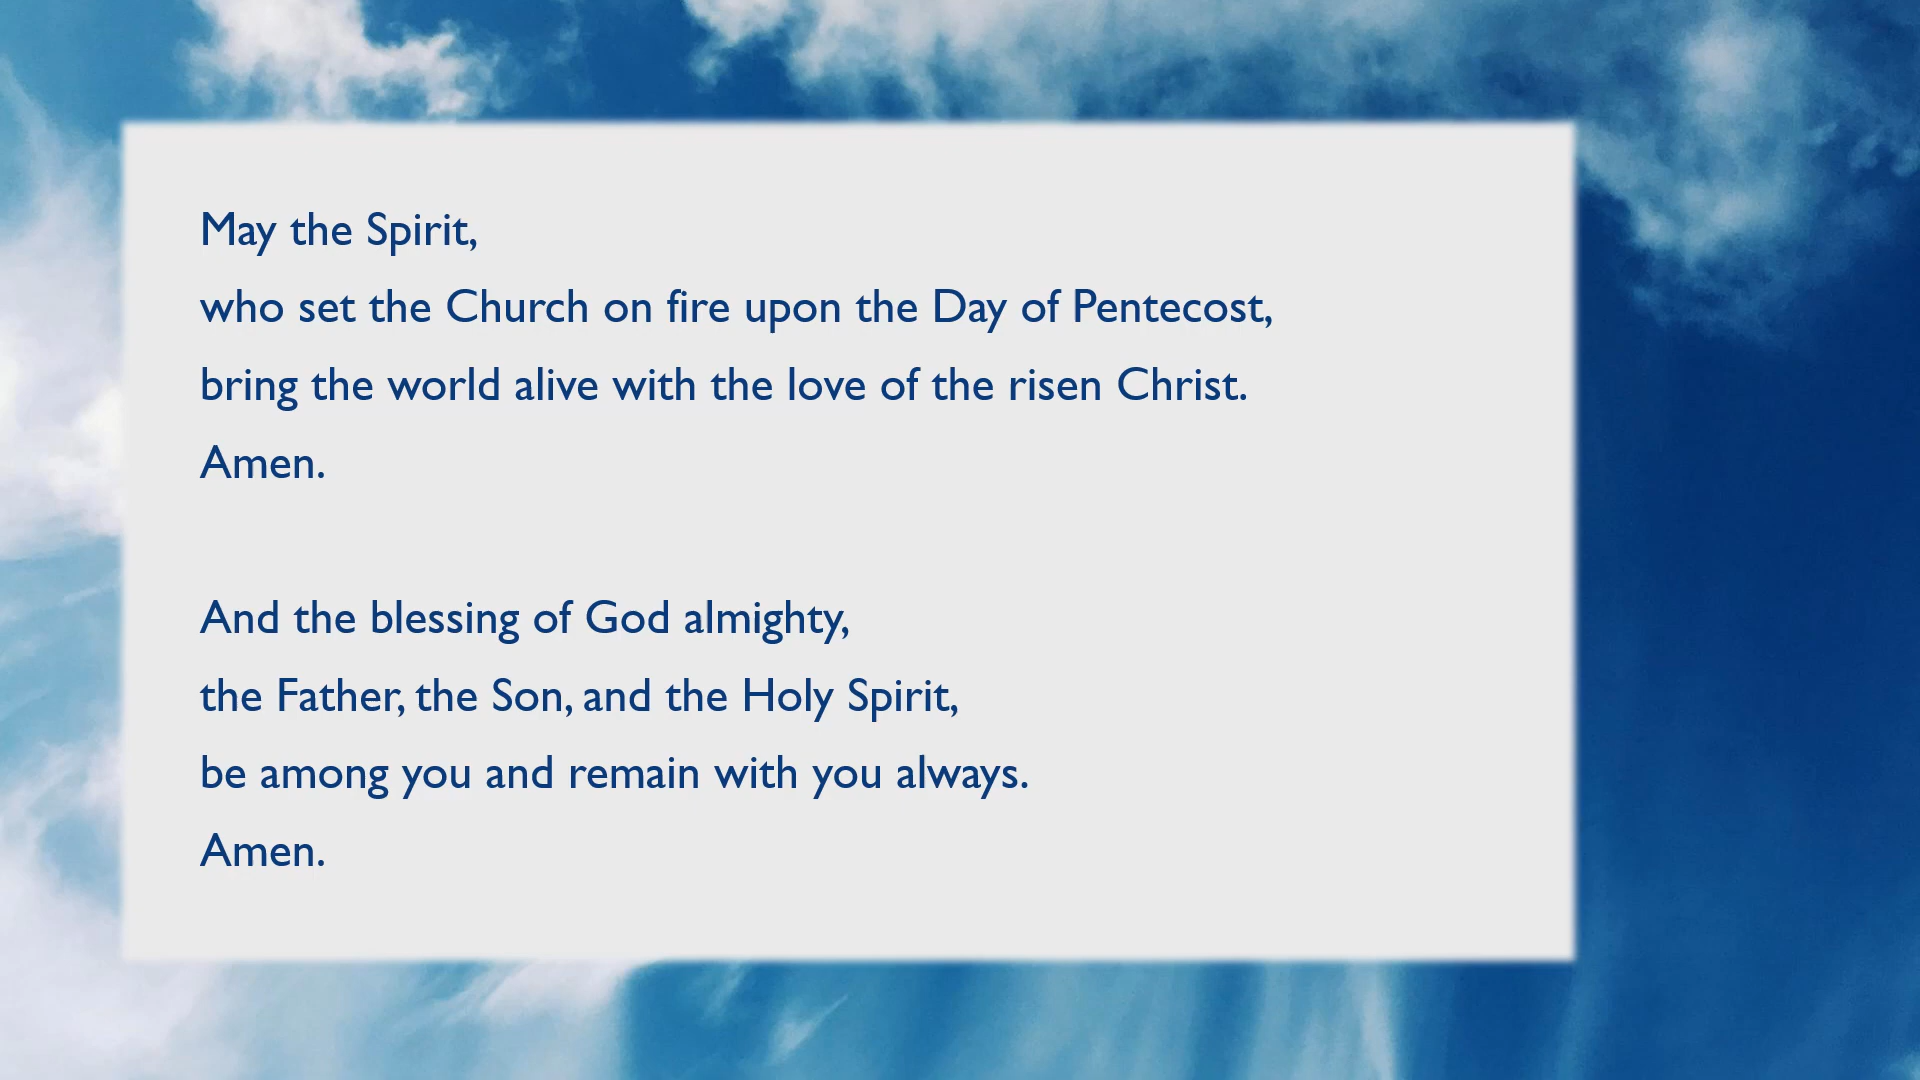 May the Spirit,
who set the Church on fire upon the Day of Pentecost,
bring the world alive with the love of the risen Christ.
Amen.
And the blessing of God almighty,
the Father, the Son, and the Holy Spirit,
be among you and remain with you always.
Amen.